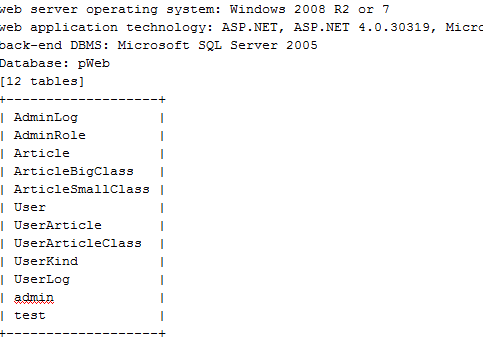 web server operating system: Windows 2008 R2 or 7
web application technology: ASP.NET, ASP.NET 4.0.30319, Micro
back-end DBMS: Microsoft SQL Server 2005
Database: pWeb
[12 tables]
+-------------------+
| AdminLog          |
| AdminRole         |
| Article           |
| ArticleBigClass   |
| ArticleSmallClass |
| User              |
| UserArticle       |
| UserArticleClass  |
| UserKind          |
| UserLog           |
| admin             |
| test              |
+-------------------+